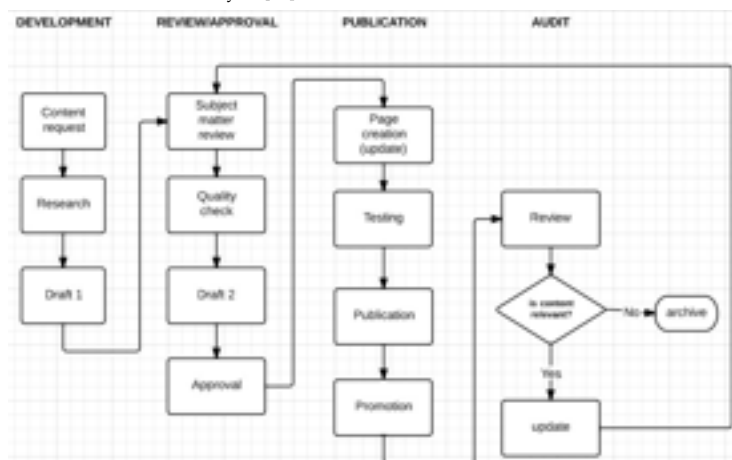 DEVELOPMENT
REVIEW/APPROVAL
PUBLICATION
AUDIT
Content
request
Research
Draft 1
Subject
matter
review
Quality
check
Draft 2
Approval
Page
creation
(update)
Testing
Publication
Promotion
Review
Is content
relevant?
No
archive
Yes
update